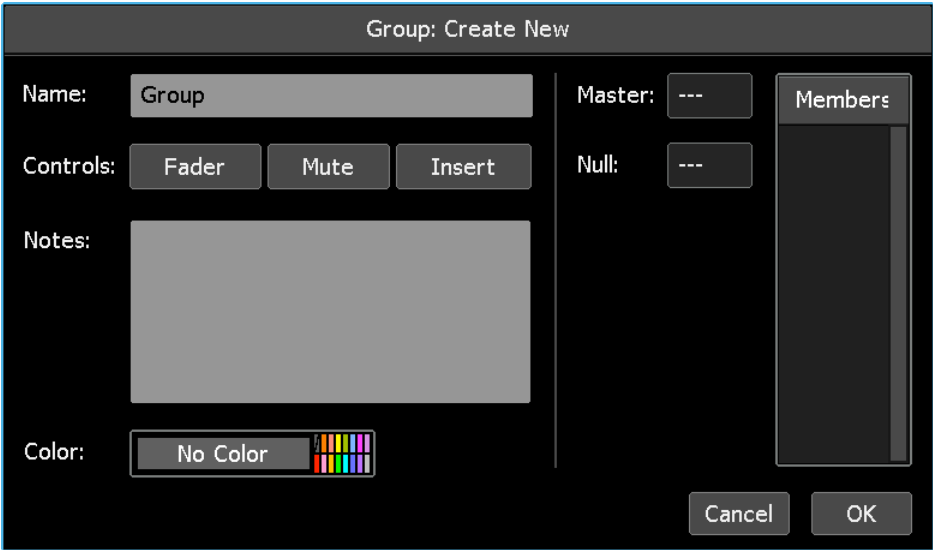 Group: Create New
Name: Group
Controls: Fader Mute Insert
Notes:
Color: No Color
Master: ---
Null: ---
Members
Cancel OK